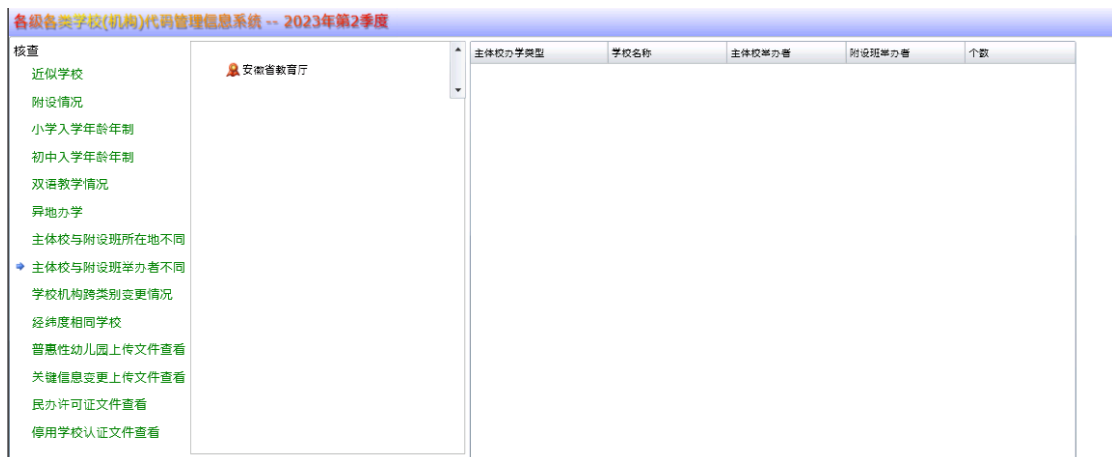 各级各类学校(机构)代码管理信息系统 -- 2023年第2季度
核查
近似学校
附设情况
小学入学年龄年制
初中入学年龄年制
双语教学情况
异地办学
主体校与附设班所在地不同
主体校与附设班举办者不同
学校机构跨类别变更情况
经纬度相同学校
普惠性幼儿园上传文件查看
关键信息变更上传文件查看
民办许可证文件查看
停用学校认证文件查看
安徽省教育厅
主体校办学类型 学校名称 主体校举办者 附设班举办者 个数